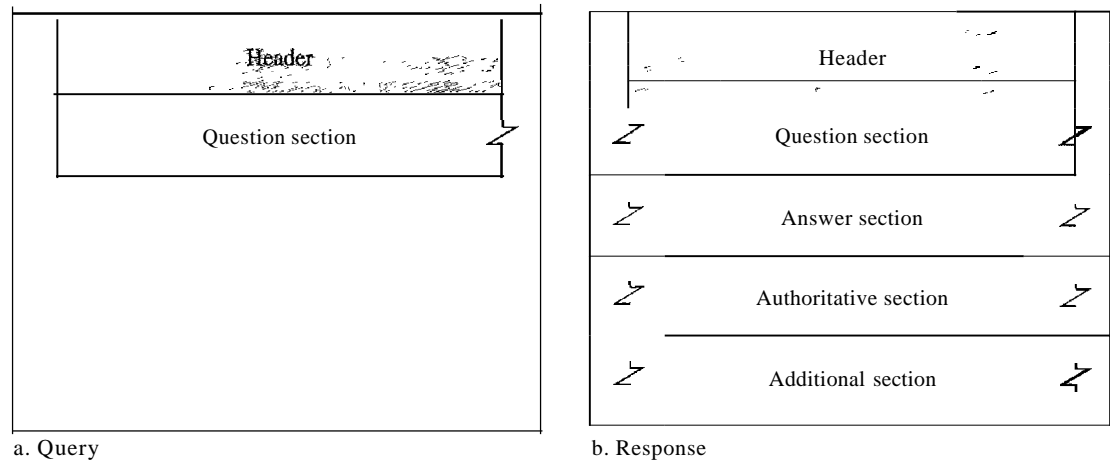 Header
Question section
a. Query
Header
Question section
Answer section
Authoritative section
Additional section
b. Response